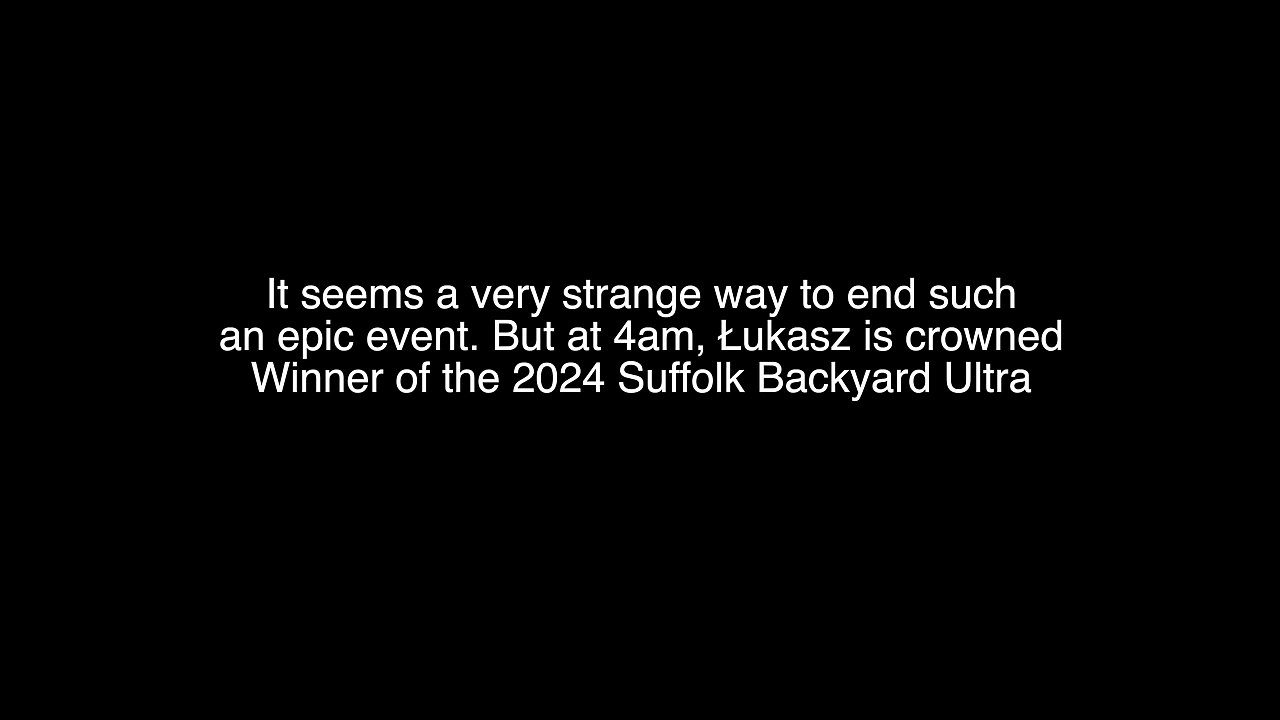 It seems a very strange way to end such
an epic event. But at 4am, Łukasz is crowned
Winner of the 2024 Suffolk Backyard Ultra